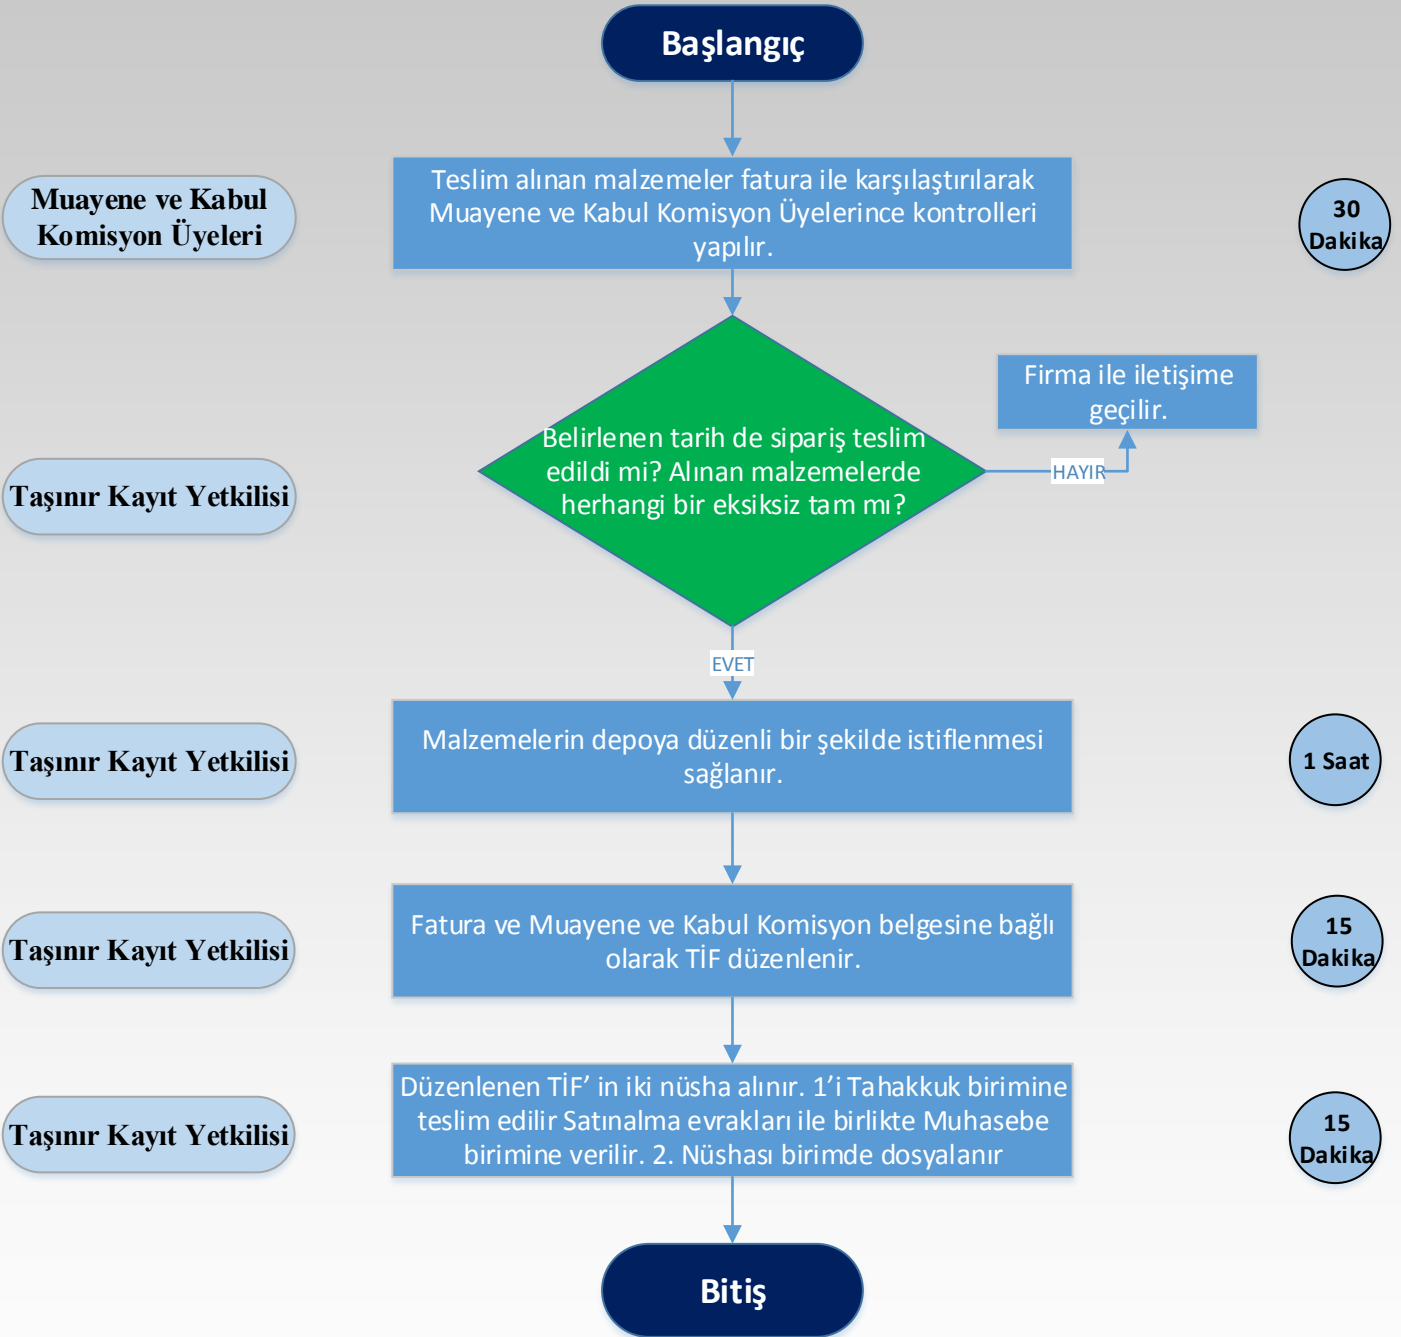 Başlangıç
Muayene ve Kabul
Komisyon Üyeleri
Teslim alınan malzemeler fatura ile karşılaştırılarak
Muayene ve Kabul Komisyon Üyelerince kontrolleri
yapılır.
30
Dakika
Firma ile iletişime
geçilir.
Taşınır Kayıt Yetkilisi
Belirlenen tarih de sipariş teslim
edildi mi? Alınan malzemelerde
herhangi bir eksiksiz tam mı?
HAYIR
EVET
Taşınır Kayıt Yetkilisi
Malzemelerin depoya düzenli bir şekilde istiflenmesi
sağlanır.
1 Saat
Taşınır Kayıt Yetkilisi
Fatura ve Muayene ve Kabul Komisyon belgesine bağlı
olarak TİF düzenlenir.
15
Dakika
Taşınır Kayıt Yetkilisi
Düzenlenen TİF’ in iki nüsha alınır. 1’i Tahakkuk birimine
teslim edilir Satınalma evrakları ile birlikte Muhasebe
birimine verilir. 2. Nüshası birimde dosyalanır
15
Dakika
Bitiş